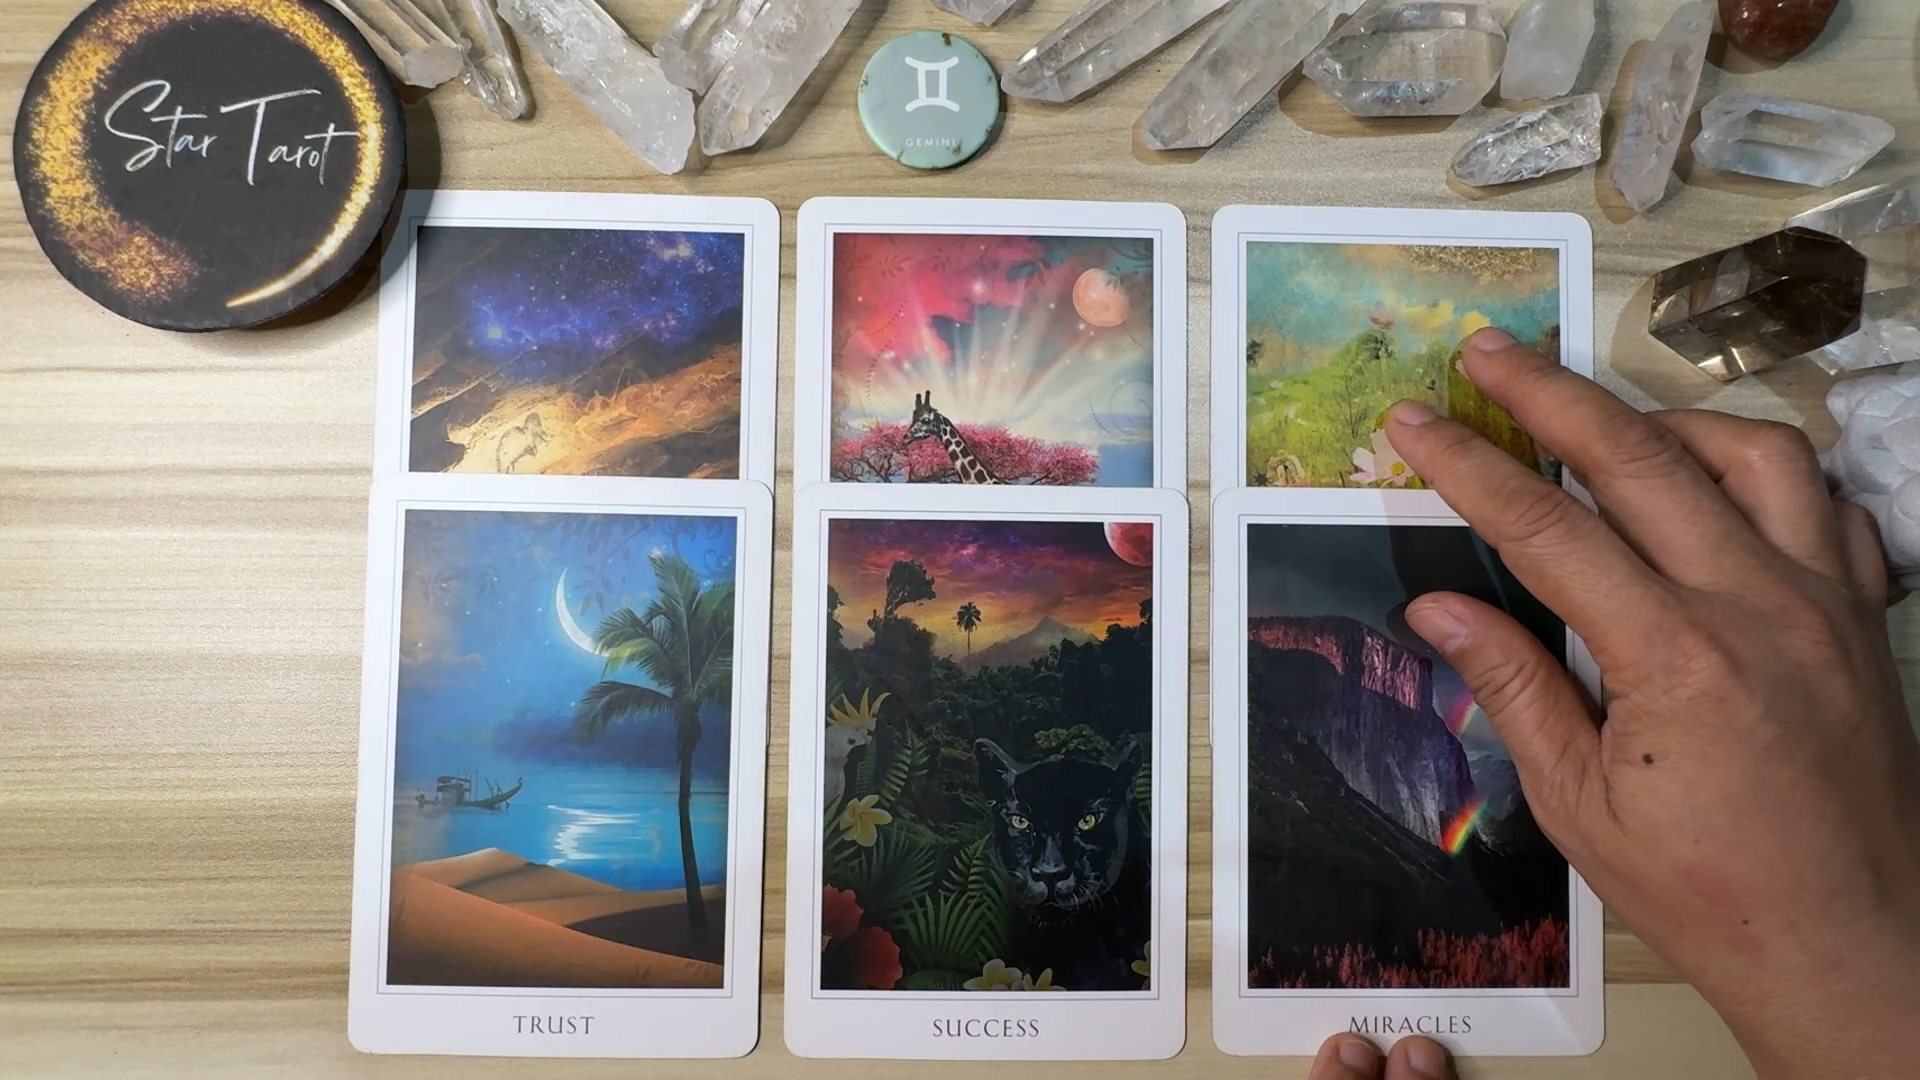 Star Tarot
♊
GEMINI
TRUST
SUCCESS
MIRACLES